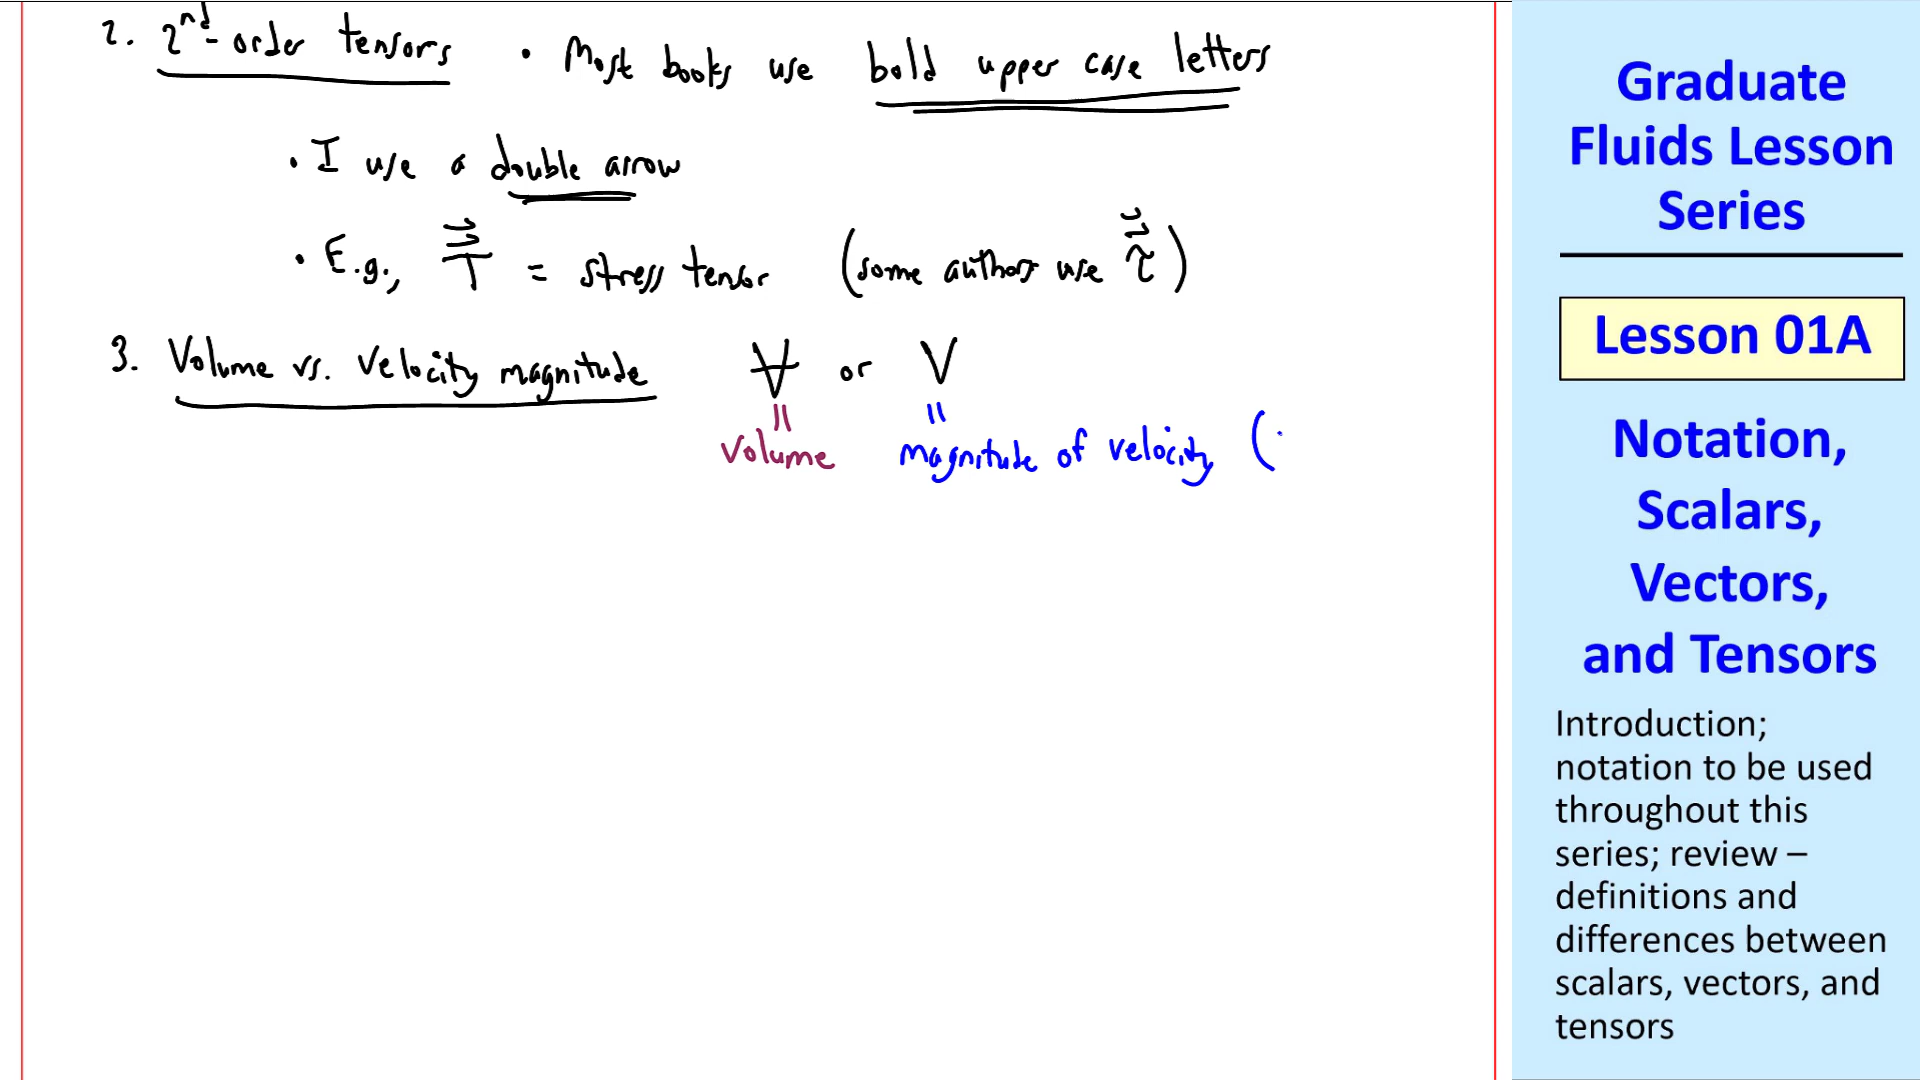 2. 2nd-order tensors • Most books use bold upper case letters
• I use a double arrow
• E.g., T⃗⃗ = stress tensor (some authors use τ⃗⃗)
3. Volume vs. Velocity magnitude V̶ or V
= =
Volume magnitude of velocity (
Graduate
Fluids Lesson
Series
Lesson 01A
Notation,
Scalars,
Vectors,
and Tensors
Introduction;
notation to be used
throughout this
series; review –
definitions and
differences between
scalars, vectors, and
tensors